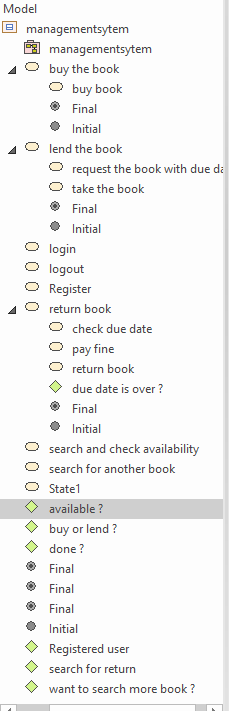 Model
managementsytem
managementsytem
buy the book
buy book
Final
Initial
lend the book
request the book with due da
take the book
Final
Initial
login
logout
Register
return book
check due date
pay fine
return book
due date is over ?
Final
Initial
search and check availability
search for another book
State1
available ?
buy or lend ?
done ?
Final
Final
Final
Initial
Registered user
search for return
want to search more book ?